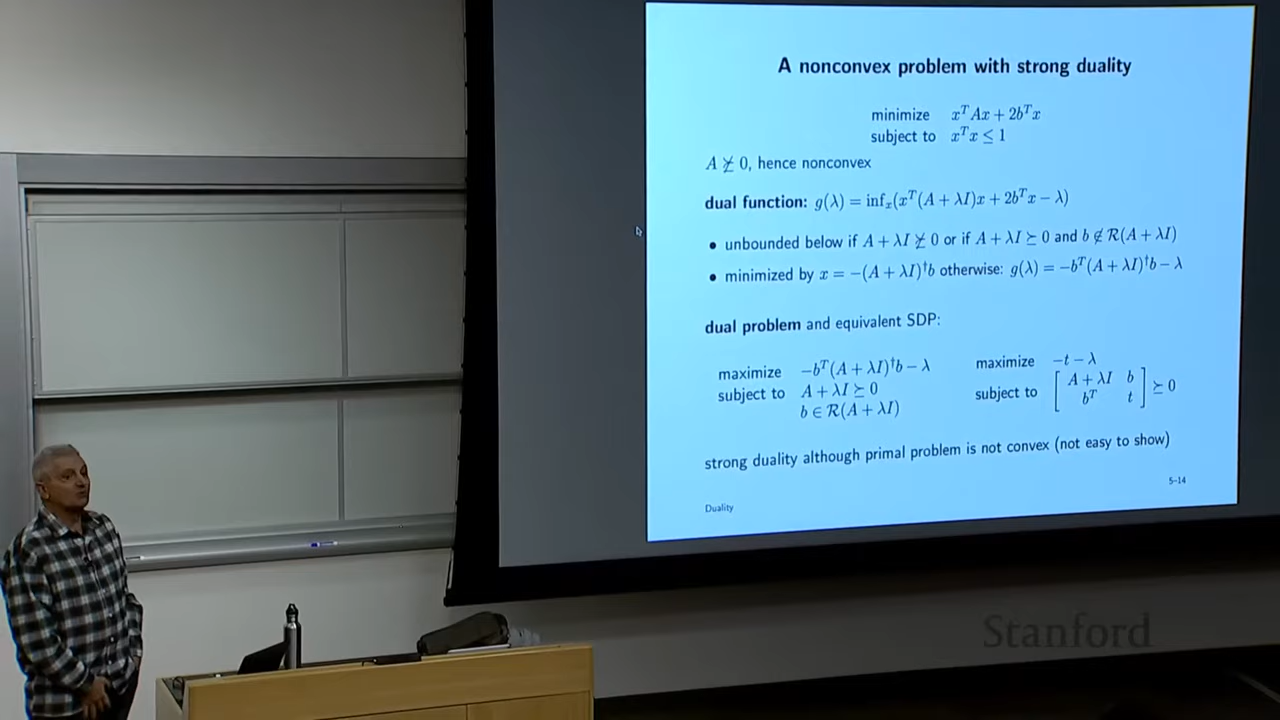 A nonconvex problem with strong duality
minimize x^T Ax + 2b^T x
subject to x^T x ≤ 1
A ⋡ 0, hence nonconvex
dual function: g(λ) = inf_x(x^T(A + λI)x + 2b^T x − λ)
• unbounded below if A + λI ⋡ 0 or if A + λI ⪰ 0 and b ∉ R(A + λI)
• minimized by x = −(A + λI)^†b otherwise: g(λ) = −b^T(A + λI)^†b − λ
dual problem and equivalent SDP:
maximize −b^T(A + λI)^†b − λ
subject to A + λI ⪰ 0
b ∈ R(A + λI)
maximize −t − λ
subject to [ A + λI b
b^T t ] ⪰ 0
strong duality although primal problem is not convex (not easy to show)
Duality
5–14
Stanford